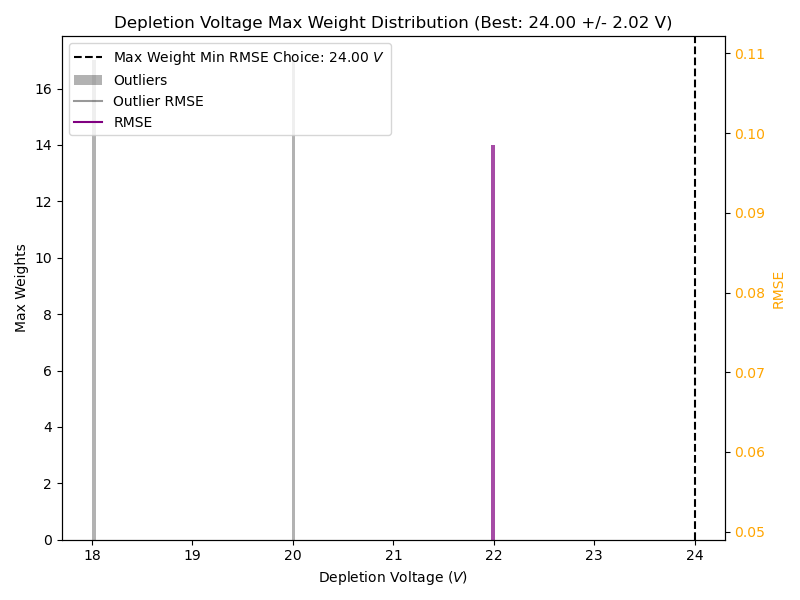 Depletion Voltage Max Weight Distribution (Best: 24.00 +/- 2.02 V)
Max Weight Min RMSE Choice: 24.00 V
Outliers
Outlier RMSE
RMSE
Max Weights
16
14
12
10
8
6
4
2
0
18 19 20 21 22 23 24
Depletion Voltage (V)
0.11
0.10
0.09
0.08
0.07
0.06
0.05
RMSE